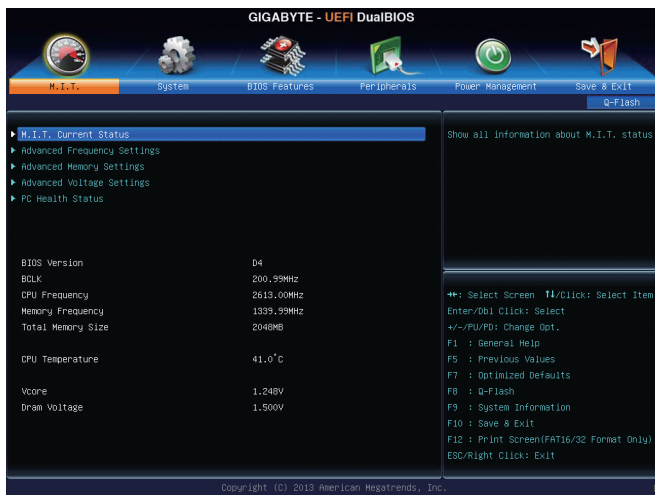 GIGABYTE - UEFI DualBIOS
M.I.T.
System
BIOS Features
Peripherals
Power Management
Save & Exit
Q-Flash
M.I.T. Current Status
Advanced Frequency Settings
Advanced Memory Settings
Advanced Voltage Settings
PC Health Status
Show all information about M.I.T. status
BIOS Version D4
BCLK 200.99MHz
CPU Frequency 2613.00MHz
Memory Frequency 1339.99MHz
Total Memory Size 2048MB
CPU Temperature 41.0°C
Vcore 1.248V
Dram Voltage 1.500V
→←: Select Screen ↑↓/Click: Select Item
Enter/Dbl Click: Select
+/-/PU/PD: Change Opt.
F1 : General Help
F5 : Previous Values
F7 : Optimized Defaults
F8 : Q-Flash
F9 : System Information
F10 : Save & Exit
F12 : Print Screen(FAT16/32 Format Only)
ESC/Right Click: Exit
Copyright (C) 2013 American Megatrends, Inc.